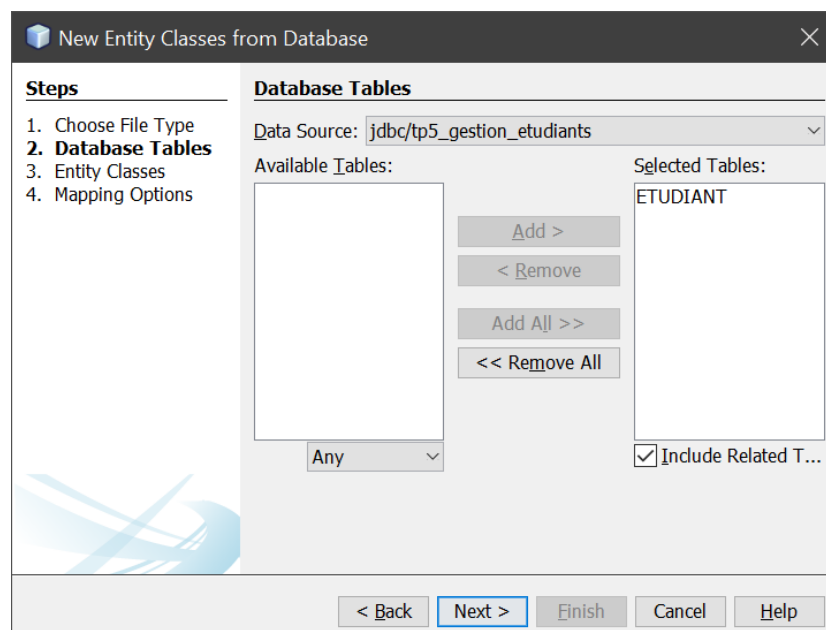 New Entity Classes from Database
Steps
1. Choose File Type
2. Database Tables
3. Entity Classes
4. Mapping Options
Database Tables
Data Source: jdbc/tp5_gestion_etudiants
Available Tables:
Any
Add >
< Remove
Add All >>
<< Remove All
Selected Tables:
ETUDIANT
Include Related T...
< Back Next > Finish Cancel Help